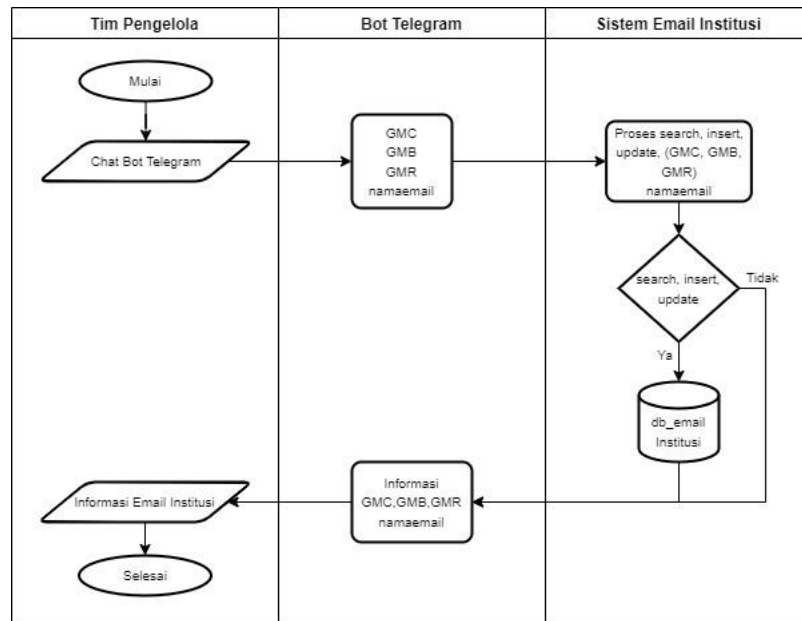 Tim Pengelola
Bot Telegram
Sistem Email Institusi
Mulai
Chat Bot Telegram
GMC
GMB
GMR
namaemail
Proses search, insert,
update, (GMC, GMB,
GMR)
namaemail
search, insert,
update
Tidak
Ya
db_email
Institusi
Informasi
GMC,GMB,GMR
namaemail
Informasi Email Institusi
Selesai